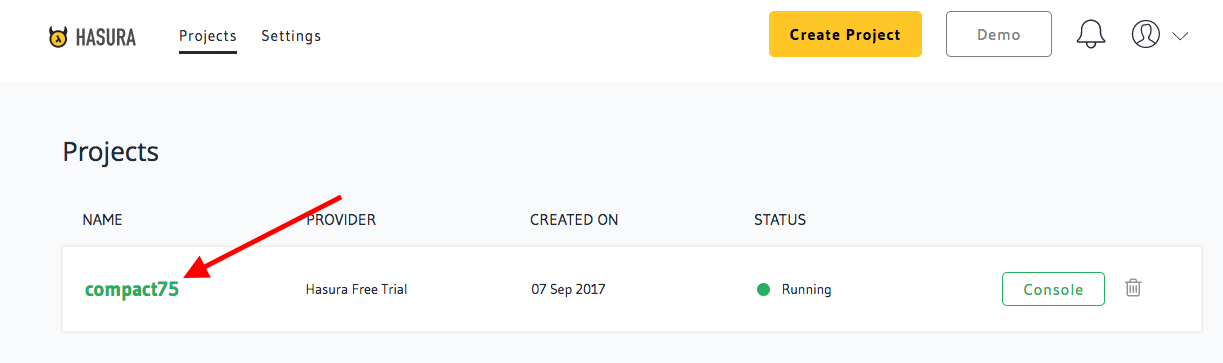 HASURA Projects Settings Create Project Demo
Projects
NAME PROVIDER CREATED ON STATUS
compact75 Hasura Free Trial 07 Sep 2017 Running Console